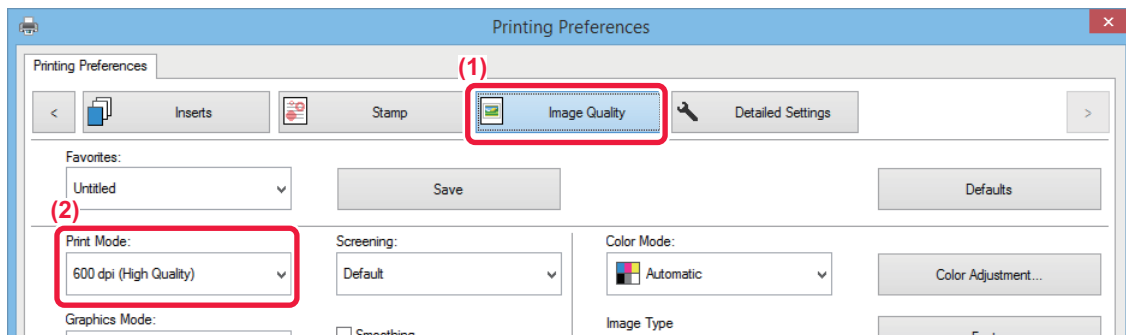 Printing Preferences
Printing Preferences
(1)
< Inserts Stamp Image Quality Detailed Settings >
Favorites:
Untitled Save Defaults
(2)
Print Mode: Screening: Color Mode:
600 dpi (High Quality) Default Automatic Color Adjustment...
Graphics Mode: Smoothing Image Type